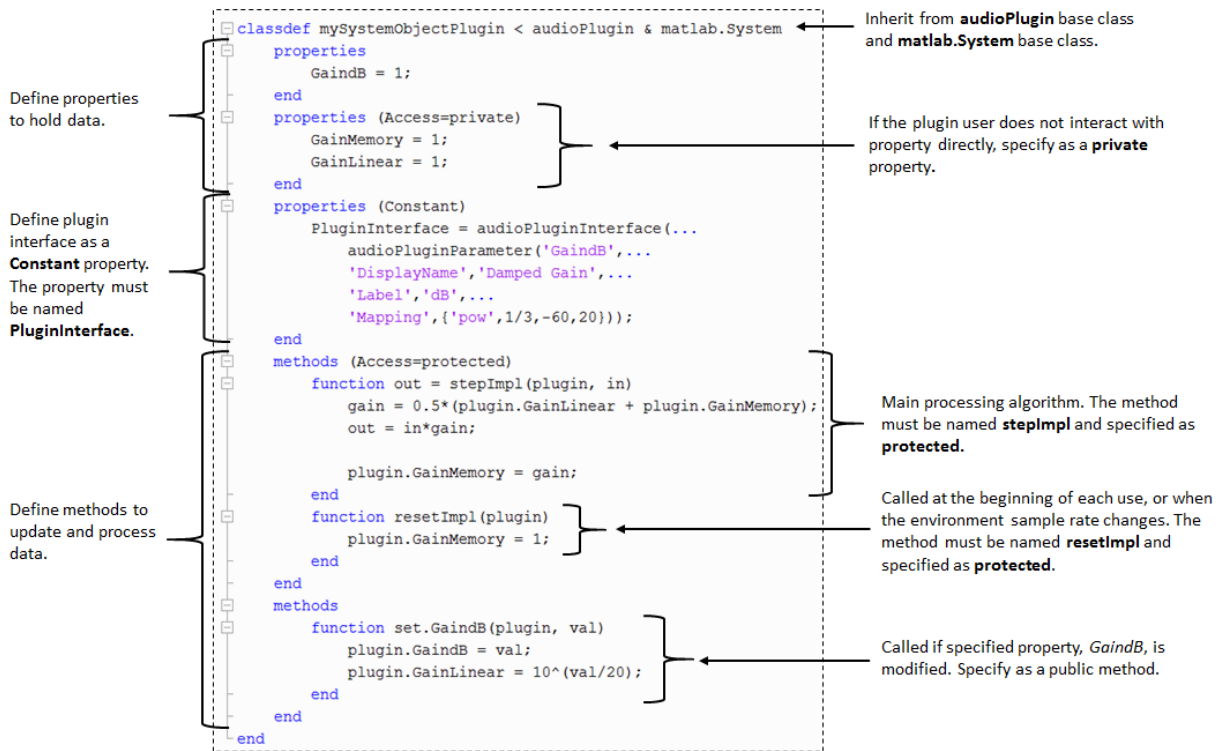 classdef mySystemObjectPlugin < audioPlugin & matlab.System
properties
GaindB = 1;
end
properties (Access=private)
GainMemory = 1;
GainLinear = 1;
end
properties (Constant)
PluginInterface = audioPluginInterface(...
audioPluginParameter('GaindB',...
'DisplayName','Damped Gain',...
'Label','dB',...
'Mapping',{'pow',1/3,-60,20}));
end
methods (Access=protected)
function out = stepImpl(plugin, in)
gain = 0.5*(plugin.GainLinear + plugin.GainMemory);
out = in*gain;
plugin.GainMemory = gain;
end
function resetImpl(plugin)
plugin.GainMemory = 1;
end
end
methods
function set.GaindB(plugin, val)
plugin.GaindB = val;
plugin.GainLinear = 10^(val/20);
end
end
end
Define properties
to hold data.
Define plugin
interface as a
Constant property.
The property must
be named
PluginInterface.
Define methods to
update and process
data.
Inherit from audioPlugin base class
and matlab.System base class.
If the plugin user does not interact with
property directly, specify as a private
property.
Main processing algorithm. The method
must be named stepImpl and specified as
protected.
Called at the beginning of each use, or when
the environment sample rate changes. The
method must be named resetImpl and
specified as protected.
Called if specified property, GaindB, is
modified. Specify as a public method.